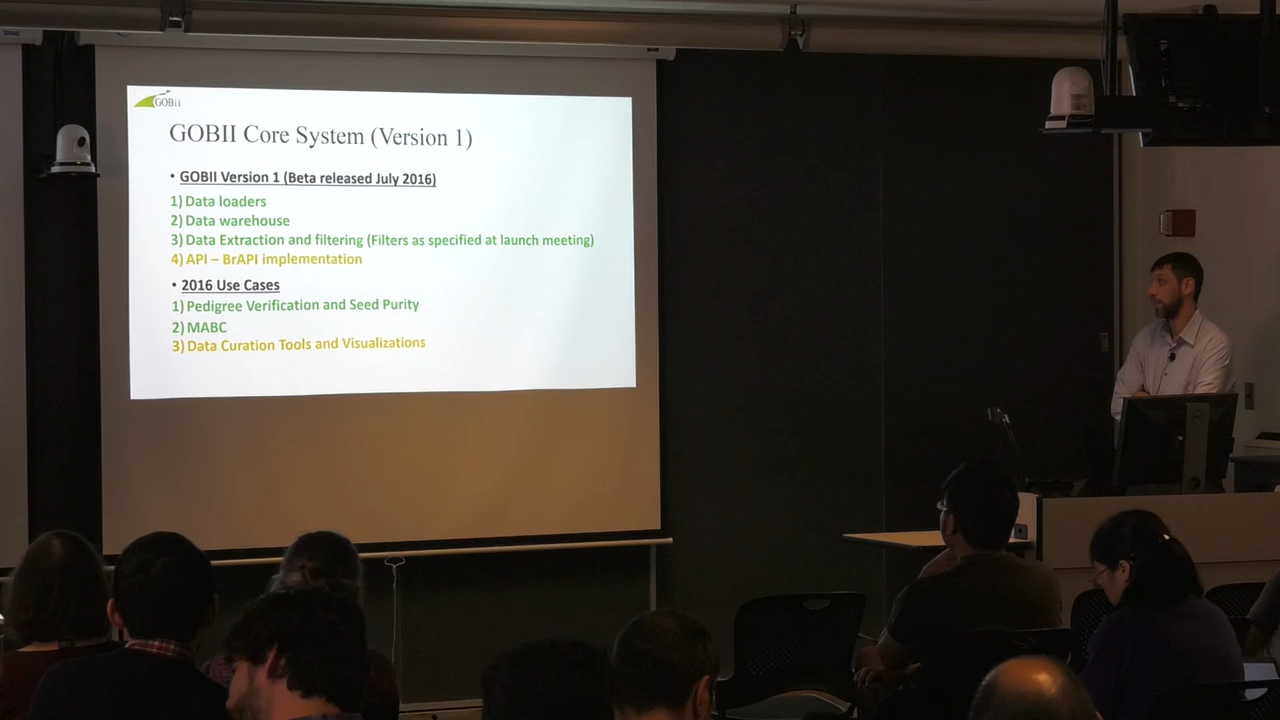 GOBii
GOBII Core System (Version 1)
• GOBII Version 1 (Beta released July 2016)
1) Data loaders
2) Data warehouse
3) Data Extraction and filtering (Filters as specified at launch meeting)
4) API – BrAPI implementation
• 2016 Use Cases
1) Pedigree Verification and Seed Purity
2) MABC
3) Data Curation Tools and Visualizations